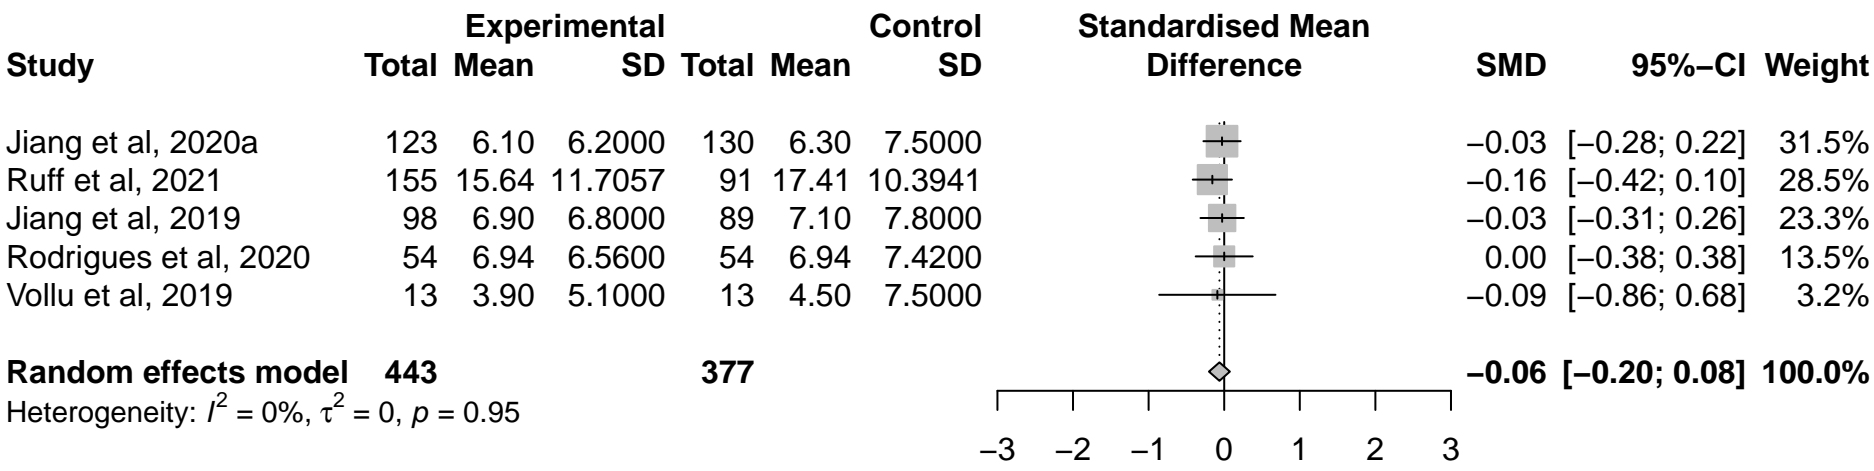 Experimental Control Standardised Mean
Study Total Mean SD Total Mean SD Difference SMD 95%−CI Weight
Jiang et al, 2020a 123 6.10 6.2000 130 6.30 7.5000 −0.03 [−0.28; 0.22] 31.5%
Ruff et al, 2021 155 15.64 11.7057 91 17.41 10.3941 −0.16 [−0.42; 0.10] 28.5%
Jiang et al, 2019 98 6.90 6.8000 89 7.10 7.8000 −0.03 [−0.31; 0.26] 23.3%
Rodrigues et al, 2020 54 6.94 6.5600 54 6.94 7.4200 0.00 [−0.38; 0.38] 13.5%
Vollu et al, 2019 13 3.90 5.1000 13 4.50 7.5000 −0.09 [−0.86; 0.68] 3.2%
Random effects model 443 377 −0.06 [−0.20; 0.08] 100.0%
Heterogeneity: I² = 0%, τ² = 0, p = 0.95
−3 −2 −1 0 1 2 3